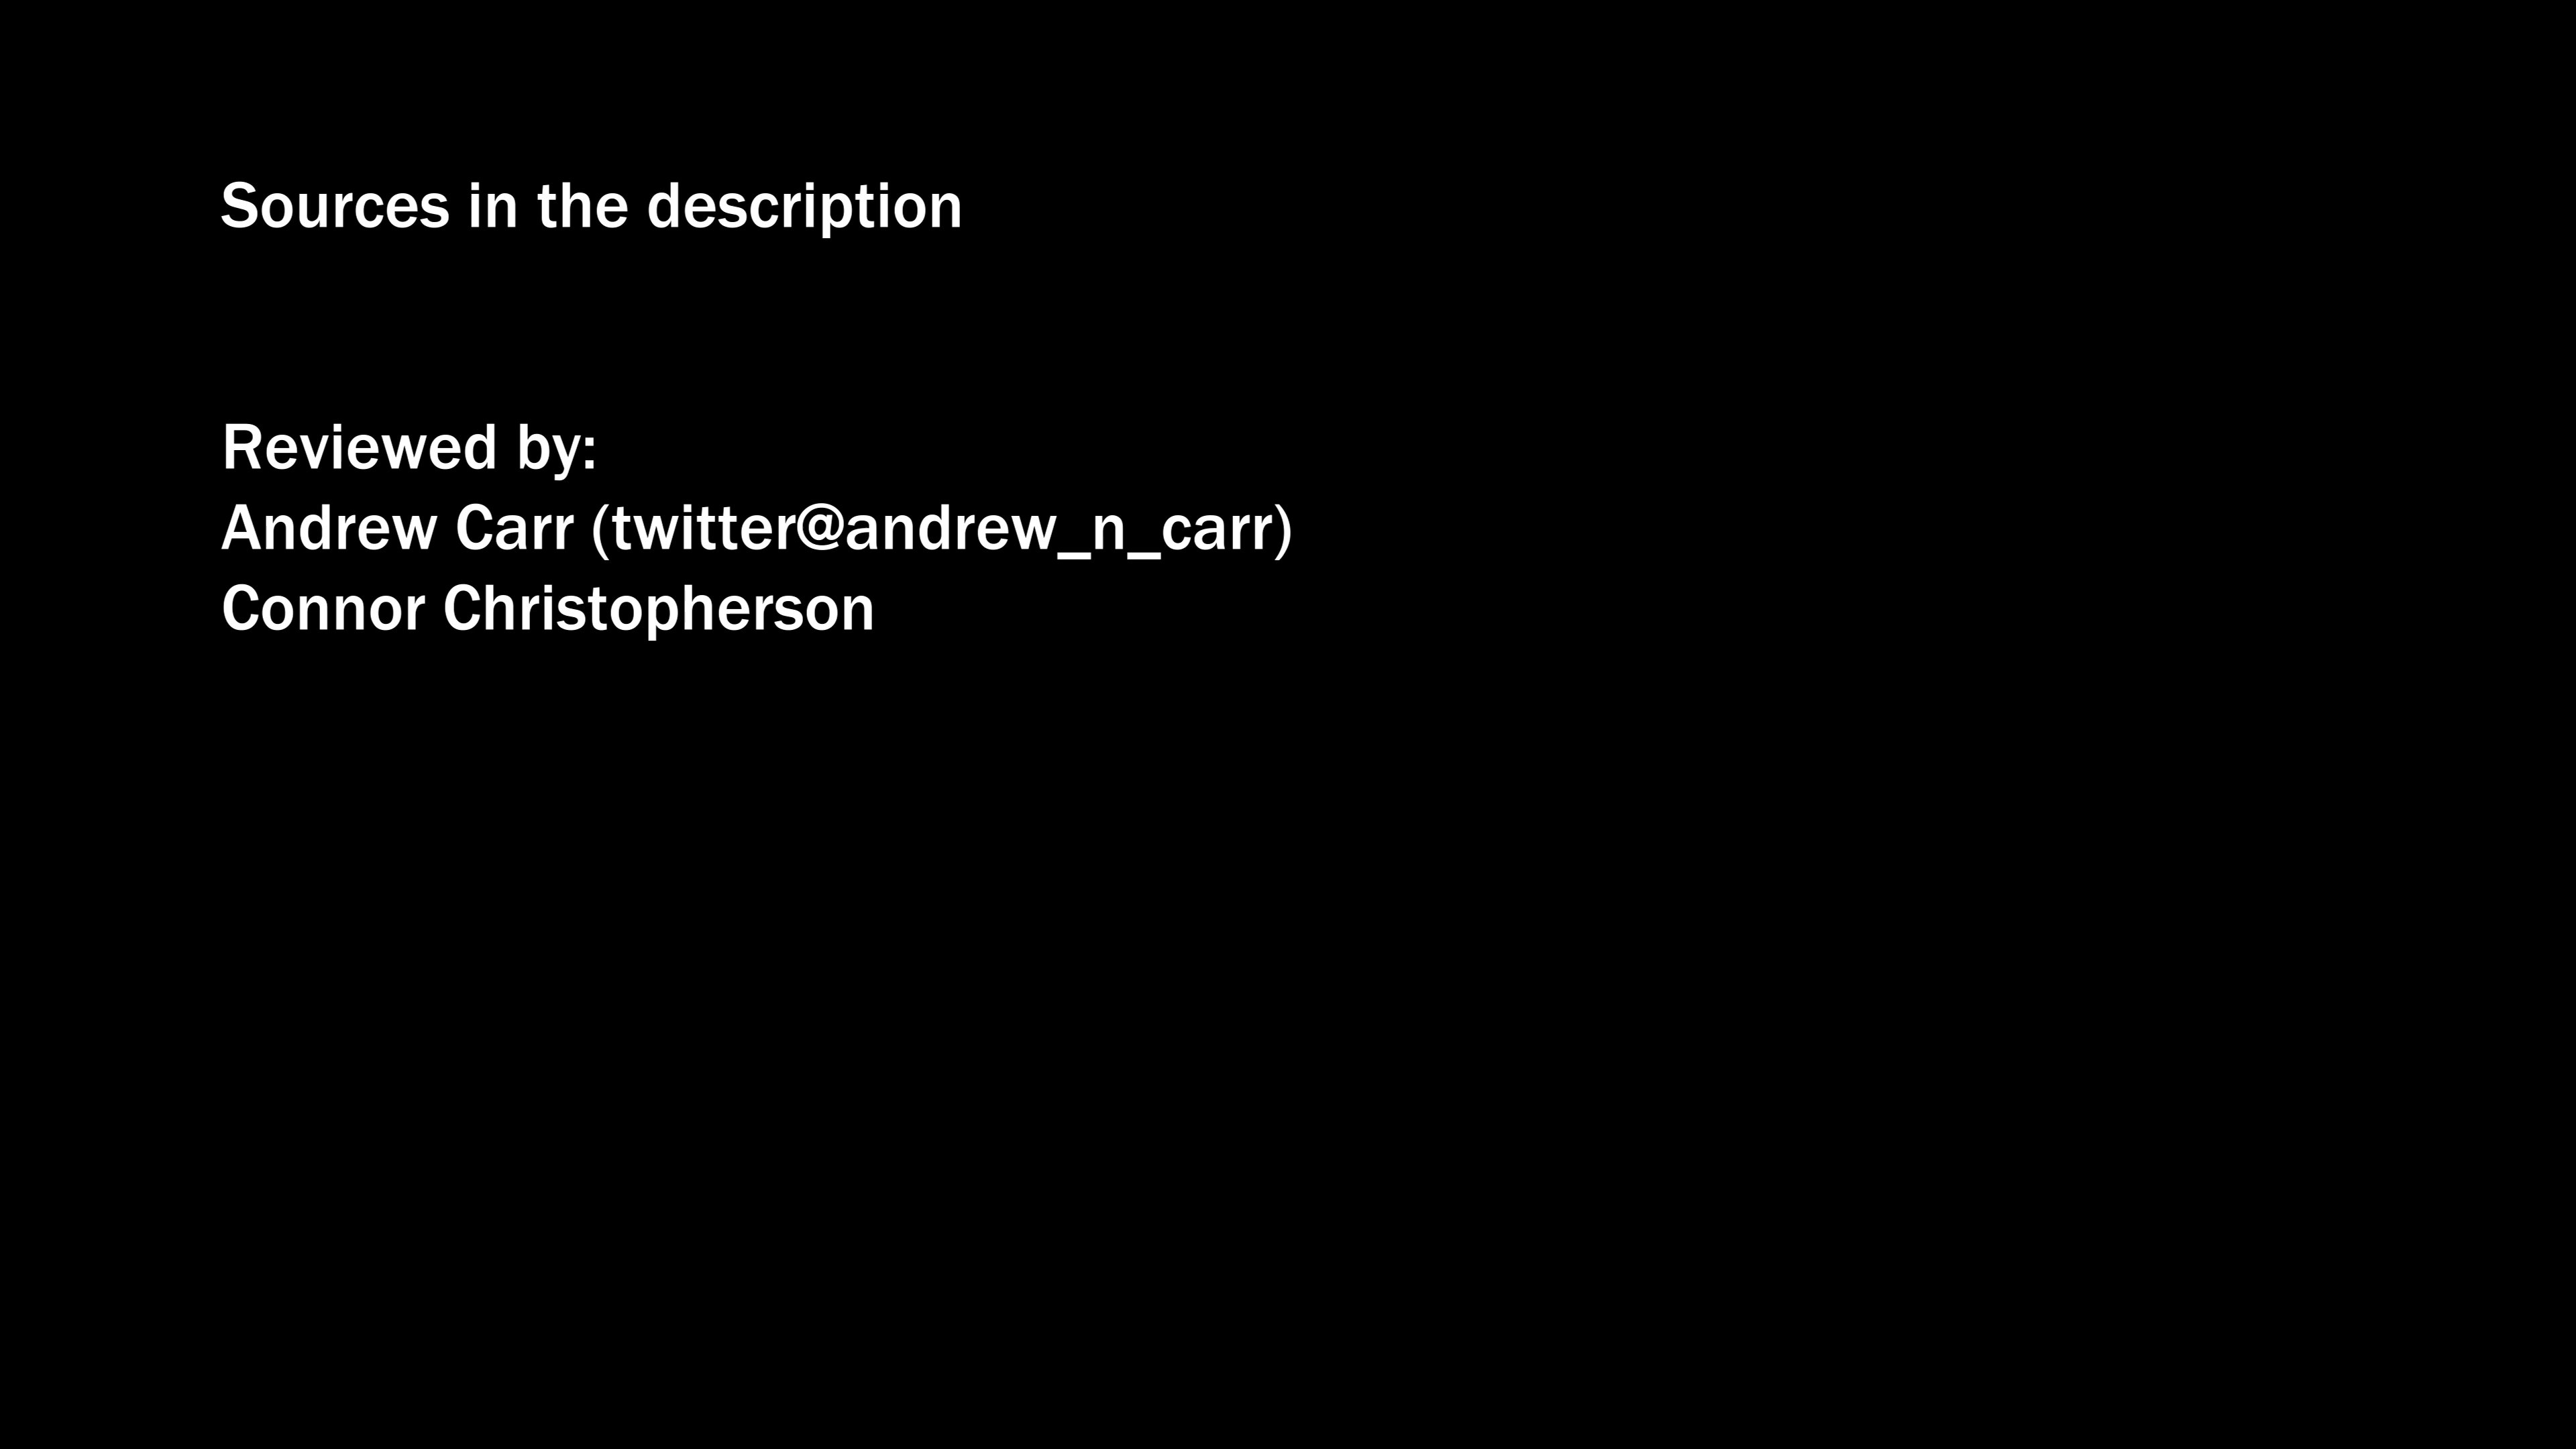 Sources in the description
Reviewed by:
Andrew Carr (twitter@andrew_n_carr)
Connor Christopherson